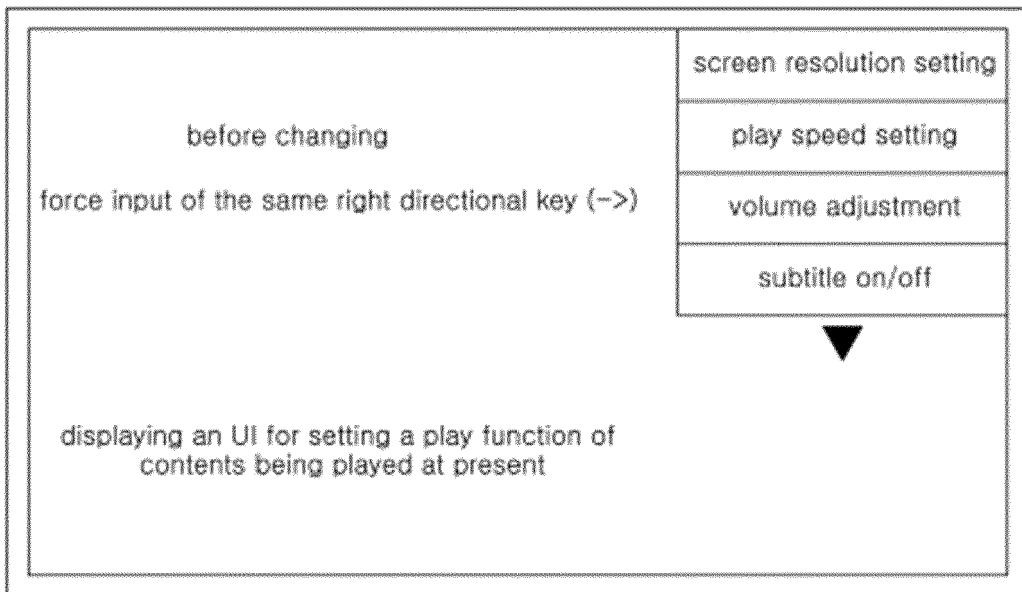 before changing
force input of the same right directional key (->)
displaying an UI for setting a play function of
contents being played at present
screen resolution setting
play speed setting
volume adjustment
subtitle on/off